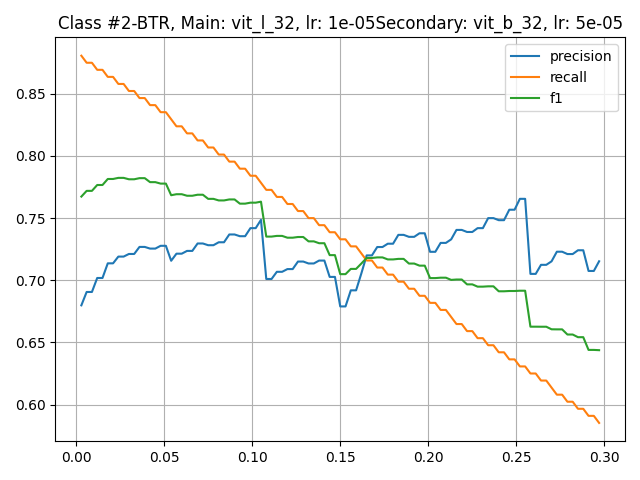 Class #2-BTR, Main: vit_l_32, lr: 1e-05Secondary: vit_b_32, lr: 5e-05
precision
recall
f1
0.85
0.80
0.75
0.70
0.65
0.60
0.00 0.05 0.10 0.15 0.20 0.25 0.30